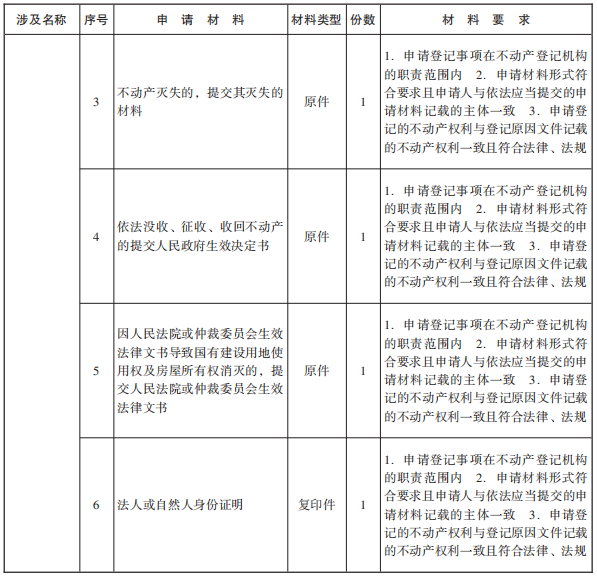 涉及名称 序号 申 请 材 料 材料类型 份数 材 料 要 求
3
不动产灭失的，提交其灭失的
材料
原件
1
1．申请登记事项在不动产登记机构
的职责范围内　2．申请材料形式符
合要求且申请人与依法应当提交的申
请材料记载的主体一致　3．申请登
记的不动产权利与登记原因文件记载
的不动产权利一致且符合法律、法规
4
依法没收、征收、收回不动产
的提交人民政府生效决定书
原件
1
1．申请登记事项在不动产登记机构
的职责范围内　2．申请材料形式符
合要求且申请人与依法应当提交的申
请材料记载的主体一致　3．申请登
记的不动产权利与登记原因文件记载
的不动产权利一致且符合法律、法规
5
因人民法院或仲裁委员会生效
法律文书导致国有建设用地使
用权及房屋所有权消灭的，提
交人民法院或仲裁委员会生效
法律文书
原件
1
1．申请登记事项在不动产登记机构
的职责范围内　2．申请材料形式符
合要求且申请人与依法应当提交的申
请材料记载的主体一致　3．申请登
记的不动产权利与登记原因文件记载
的不动产权利一致且符合法律、法规
6
法人或自然人身份证明
复印件
1
1．申请登记事项在不动产登记机构
的职责范围内　2．申请材料形式符
合要求且申请人与依法应当提交的申
请材料记载的主体一致　3．申请登
记的不动产权利与登记原因文件记载
的不动产权利一致且符合法律、法规